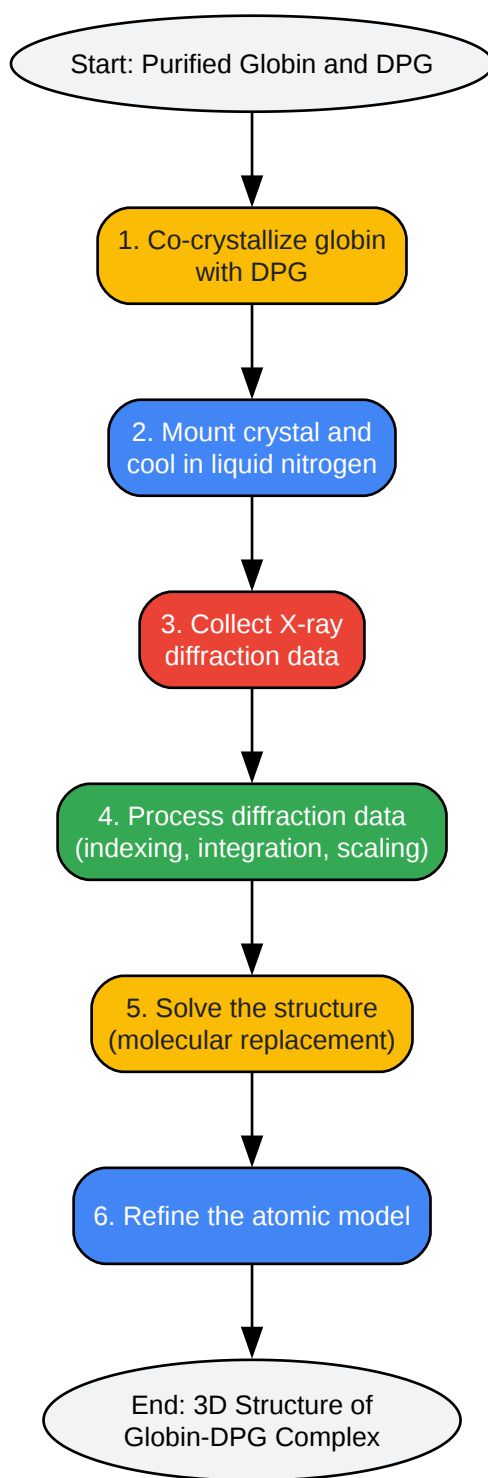 Start: Purified Globin and DPG
1. Co-crystallize globin
with DPG
2. Mount crystal and
cool in liquid nitrogen
3. Collect X-ray
diffraction data
4. Process diffraction data
(indexing, integration, scaling)
5. Solve the structure
(molecular replacement)
6. Refine the atomic model
End: 3D Structure of
Globin-DPG Complex